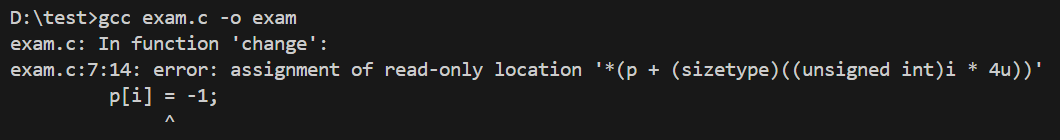 D:\test>gcc exam.c -o exam
exam.c: In function 'change':
exam.c:7:14: error: assignment of read-only location '*(p + (sizetype)((unsigned int)i * 4u))'
         p[i] = -1;
              ^